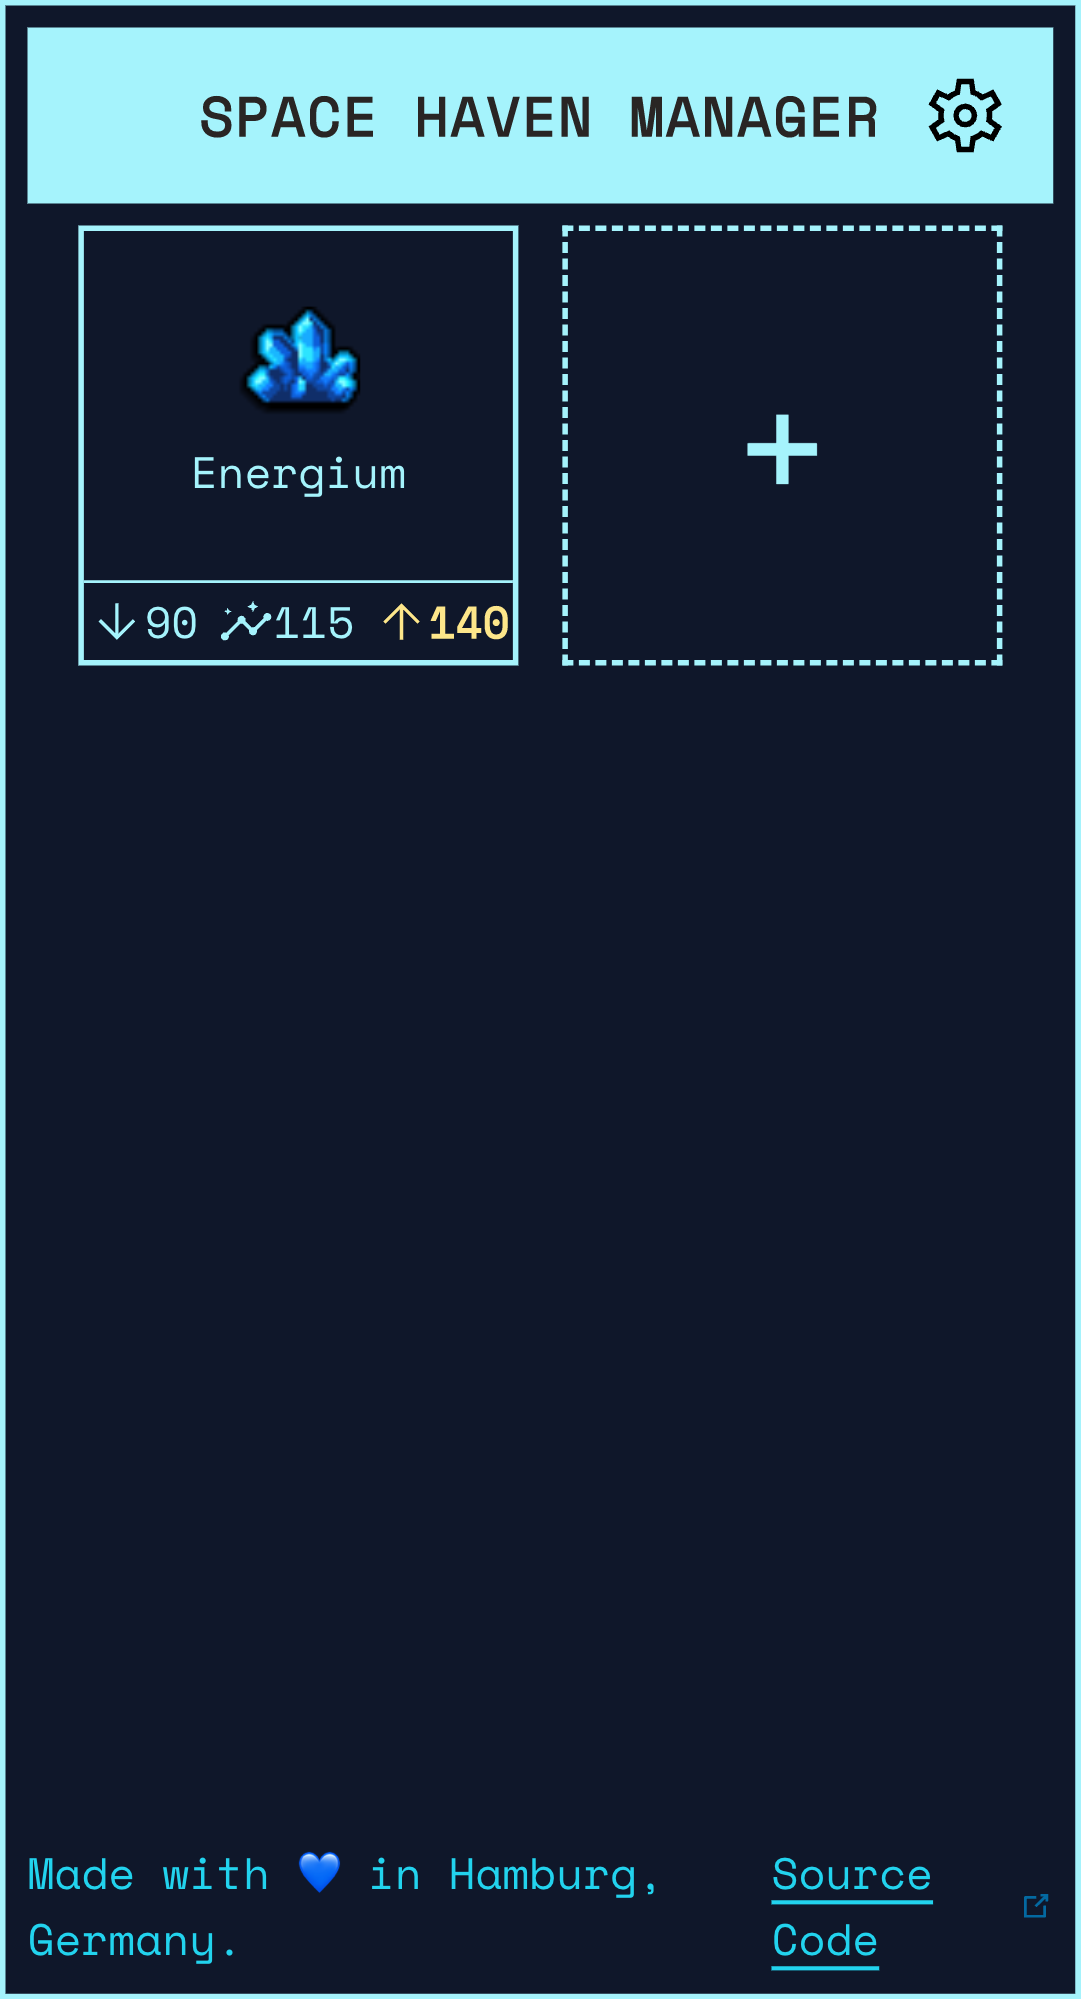 SPACE HAVEN MANAGER
Energium
90 115 140
Made with 💙 in Hamburg, Germany.
Source Code